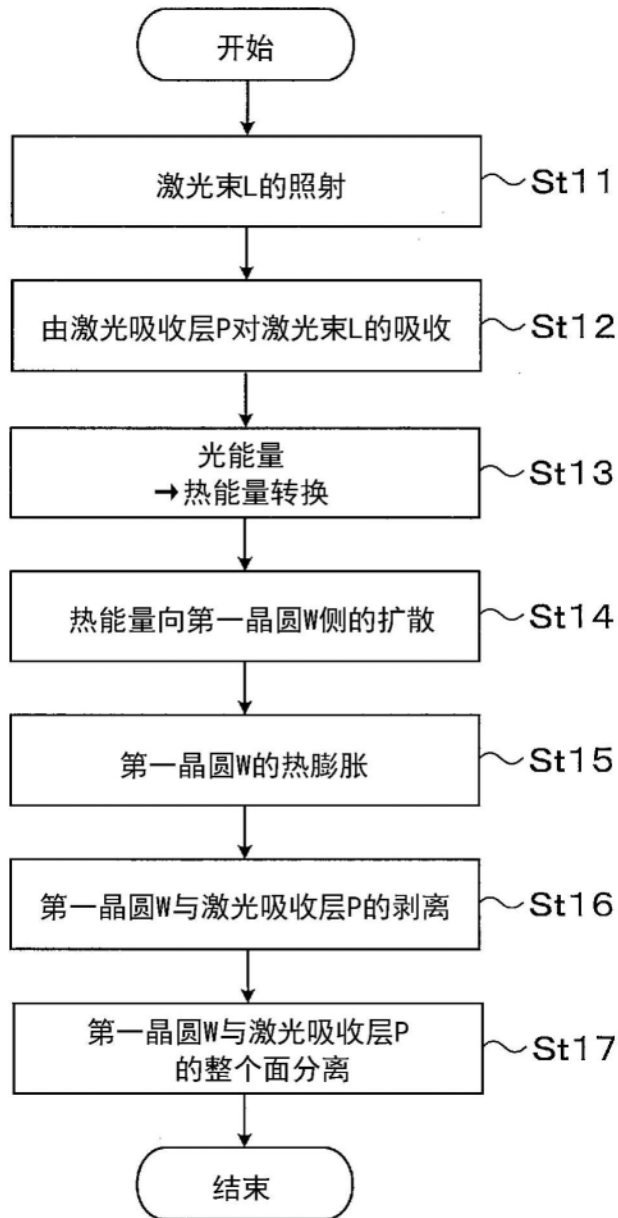 开始
激光束L的照射
St11
由激光吸收层P对激光束L的吸收
St12
光能量
→热能量转换
St13
热能量向第一晶圆W侧的扩散
St14
第一晶圆W的热膨胀
St15
第一晶圆W与激光吸收层P的剥离
St16
第一晶圆W与激光吸收层P
的整个面分离
St17
结束